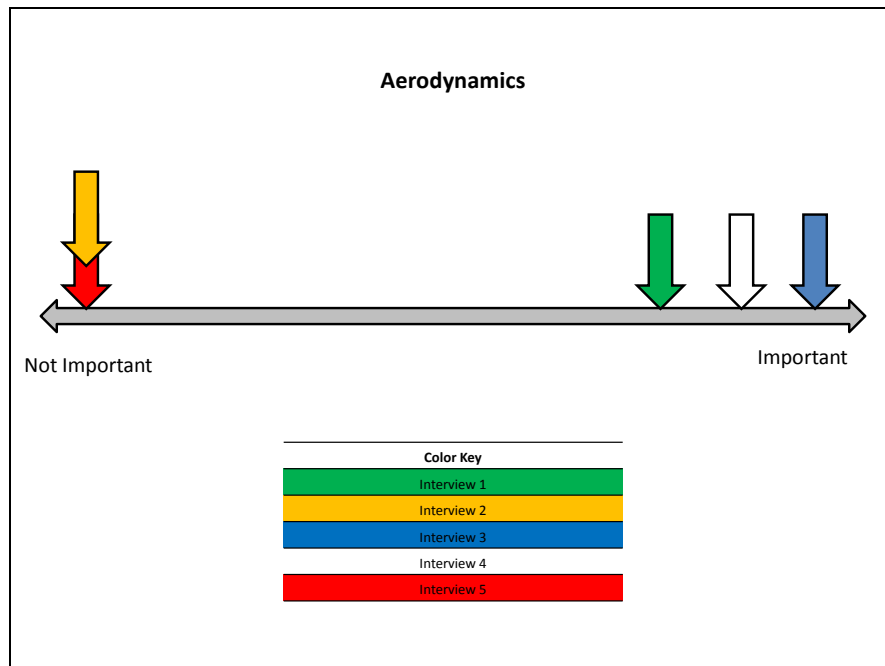 Aerodynamics
Not Important
Important
Color Key
Interview 1
Interview 2
Interview 3
Interview 4
Interview 5